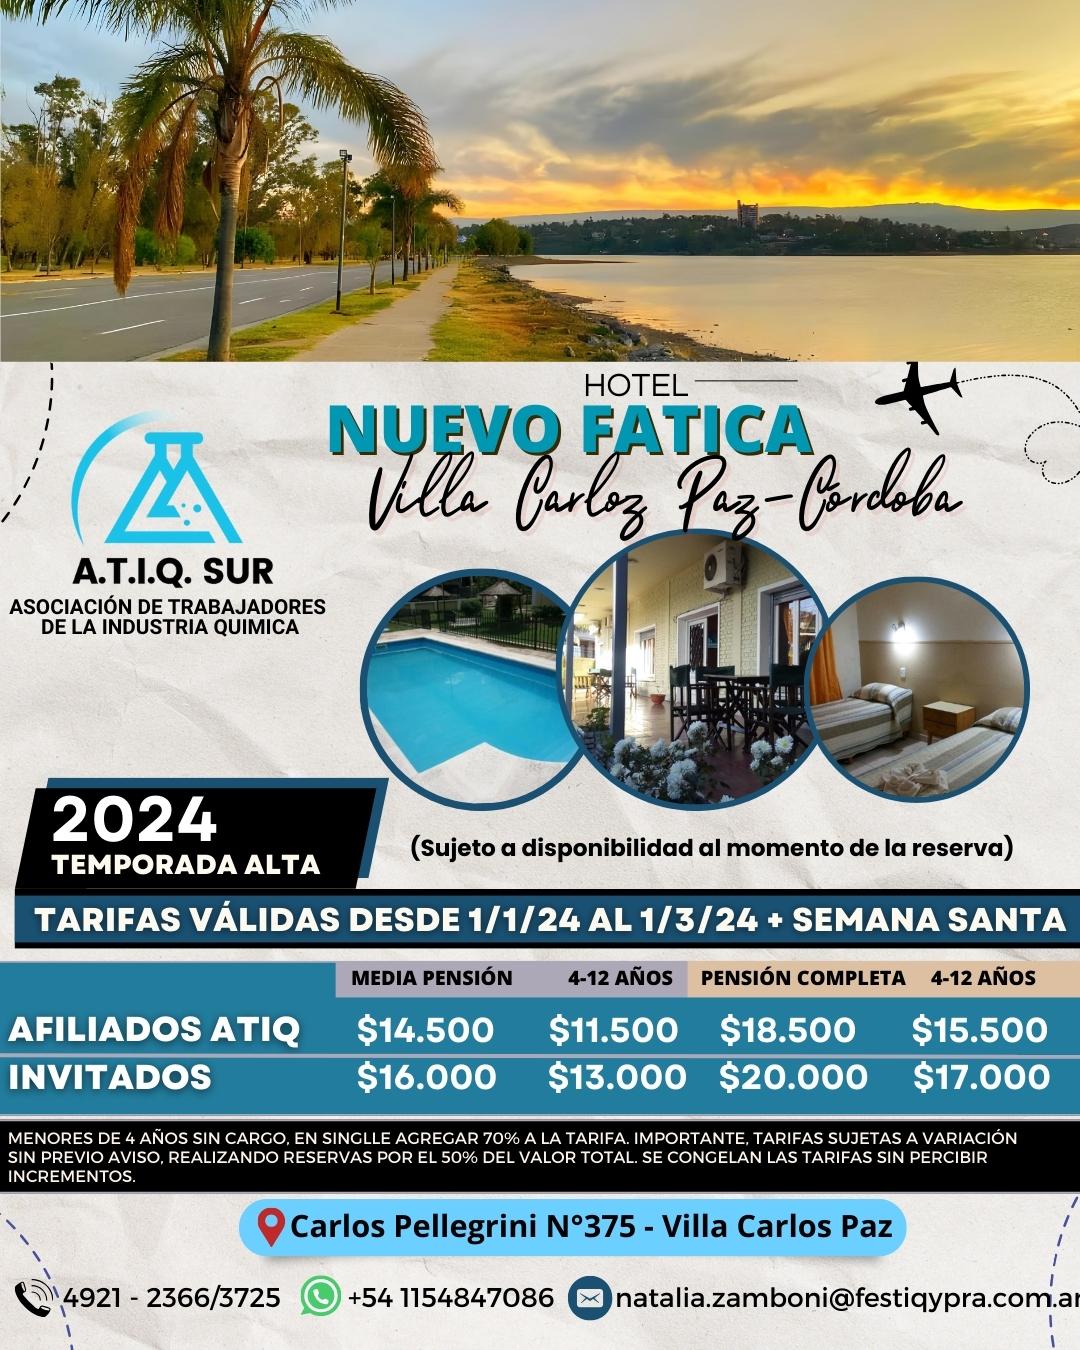 HOTEL
NUEVO FATICA
Villa Carloz Paz-Córdoba
A.T.I.Q. SUR
ASOCIACIÓN DE TRABAJADORES
DE LA INDUSTRIA QUIMICA
2024
TEMPORADA ALTA
(Sujeto a disponibilidad al momento de la reserva)
TARIFAS VÁLIDAS DESDE 1/1/24 AL 1/3/24 + SEMANA SANTA
MEDIA PENSIÓN 4-12 AÑOS PENSIÓN COMPLETA 4-12 AÑOS
AFILIADOS ATIQ $14.500 $11.500 $18.500 $15.500
INVITADOS $16.000 $13.000 $20.000 $17.000
MENORES DE 4 AÑOS SIN CARGO, EN SINGLLE AGREGAR 70% A LA TARIFA. IMPORTANTE, TARIFAS SUJETAS A VARIACIÓN
SIN PREVIO AVISO, REALIZANDO RESERVAS POR EL 50% DEL VALOR TOTAL. SE CONGELAN LAS TARIFAS SIN PERCIBIR
INCREMENTOS.
Carlos Pellegrini N°375 - Villa Carlos Paz
4921 - 2366/3725 +54 1154847086 natalia.zamboni@festiqypra.com.ar